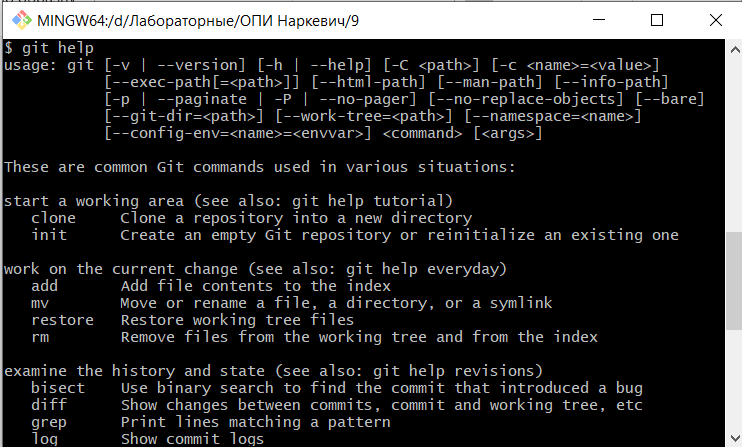 MINGW64:/d/Лабораторные/ОПИ Наркевич/9
$ git help
usage: git [-v | --version] [-h | --help] [-C <path>] [-c <name>=<value>]
           [--exec-path[=<path>]] [--html-path] [--man-path] [--info-path]
           [-p | --paginate | -P | --no-pager] [--no-replace-objects] [--bare]
           [--git-dir=<path>] [--work-tree=<path>] [--namespace=<name>]
           [--config-env=<name>=<envvar>] <command> [<args>]
These are common Git commands used in various situations:
start a working area (see also: git help tutorial)
   clone     Clone a repository into a new directory
   init      Create an empty Git repository or reinitialize an existing one
work on the current change (see also: git help everyday)
   add       Add file contents to the index
   mv        Move or rename a file, a directory, or a symlink
   restore   Restore working tree files
   rm        Remove files from the working tree and from the index
examine the history and state (see also: git help revisions)
   bisect    Use binary search to find the commit that introduced a bug
   diff      Show changes between commits, commit and working tree, etc
   grep      Print lines matching a pattern
   log       Show commit logs